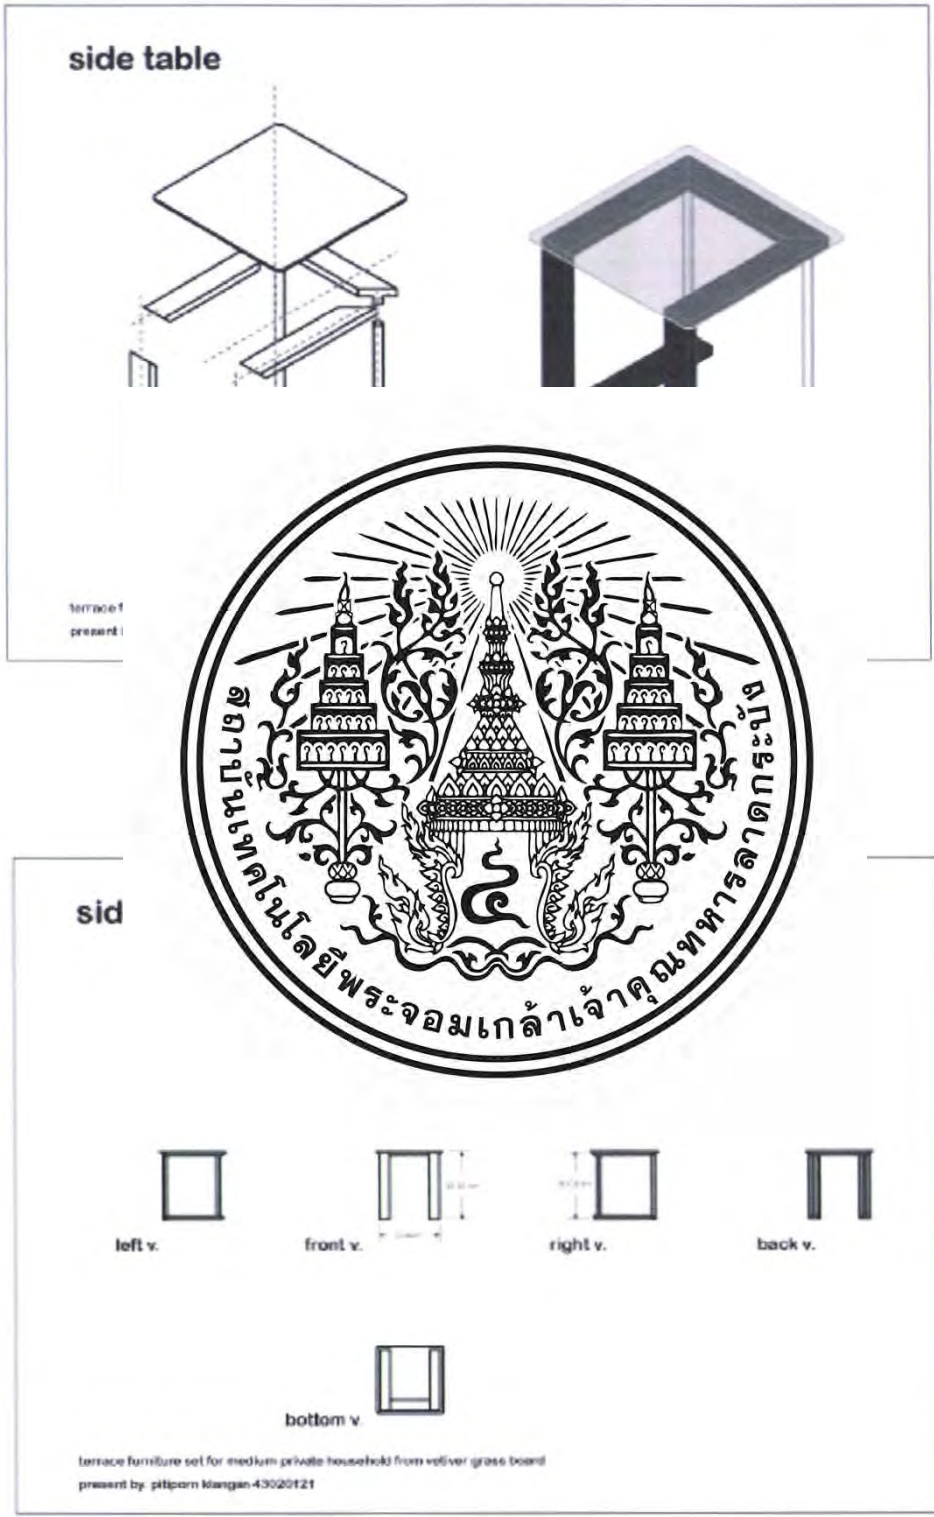 side table
terrace f
present
สถาบันเทคโนโลยีพระจอมเกล้าเจ้าคุณทหารลาดกระบัง
๔
sid
left v.
front v.
right v.
back v.
bottom v.
terrace furniture set for medium private household from vetiver grass board
present by. pitiporn klangan 43020121